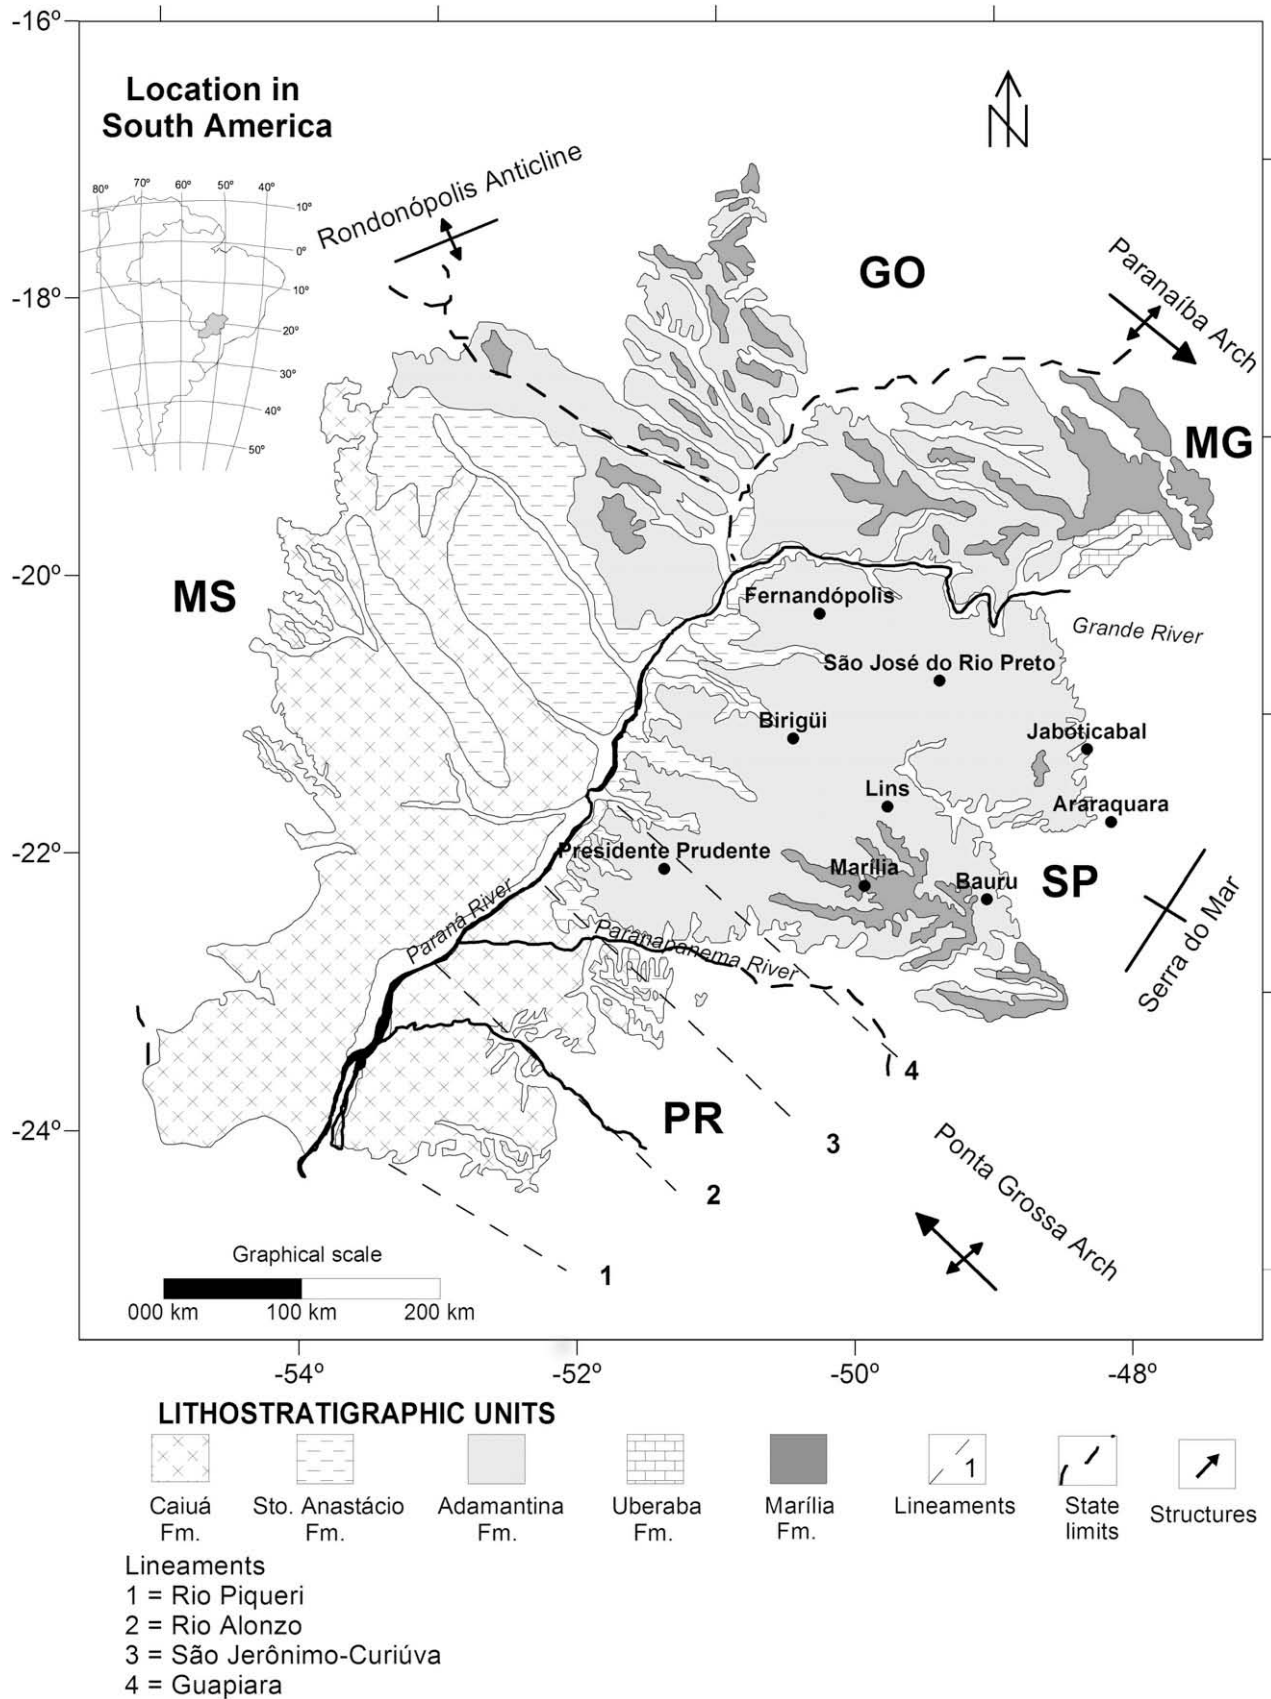 -16º
Location in
South America
80º
70º
60º
50º
40º
10º
0º
10º
20º
30º
40º
50º
Rondonópolis Anticline
N
GO
Paranaíba Arch
-18º
MG
MS
-20º
Fernandópolis
Grande River
São José do Rio Preto
Birigüi
Jaboticabal
Lins
Araraquara
-22º
Presidente Prudente
Marília
Bauru
SP
Serra do Mar
Paraná River
Paranapanema River
4
-24º
PR
3
Ponta Grossa Arch
2
1
Graphical scale
000 km
100 km
200 km
-54º
-52º
-50º
-48º
LITHOSTRATIGRAPHIC UNITS
1
Caiuá
Fm.
Sto. Anastácio
Fm.
Adamantina
Fm.
Uberaba
Fm.
Marília
Fm.
Lineaments
State
limits
Structures
Lineaments
1 = Rio Piqueri
2 = Rio Alonzo
3 = São Jerônimo-Curiúva
4 = Guapiara